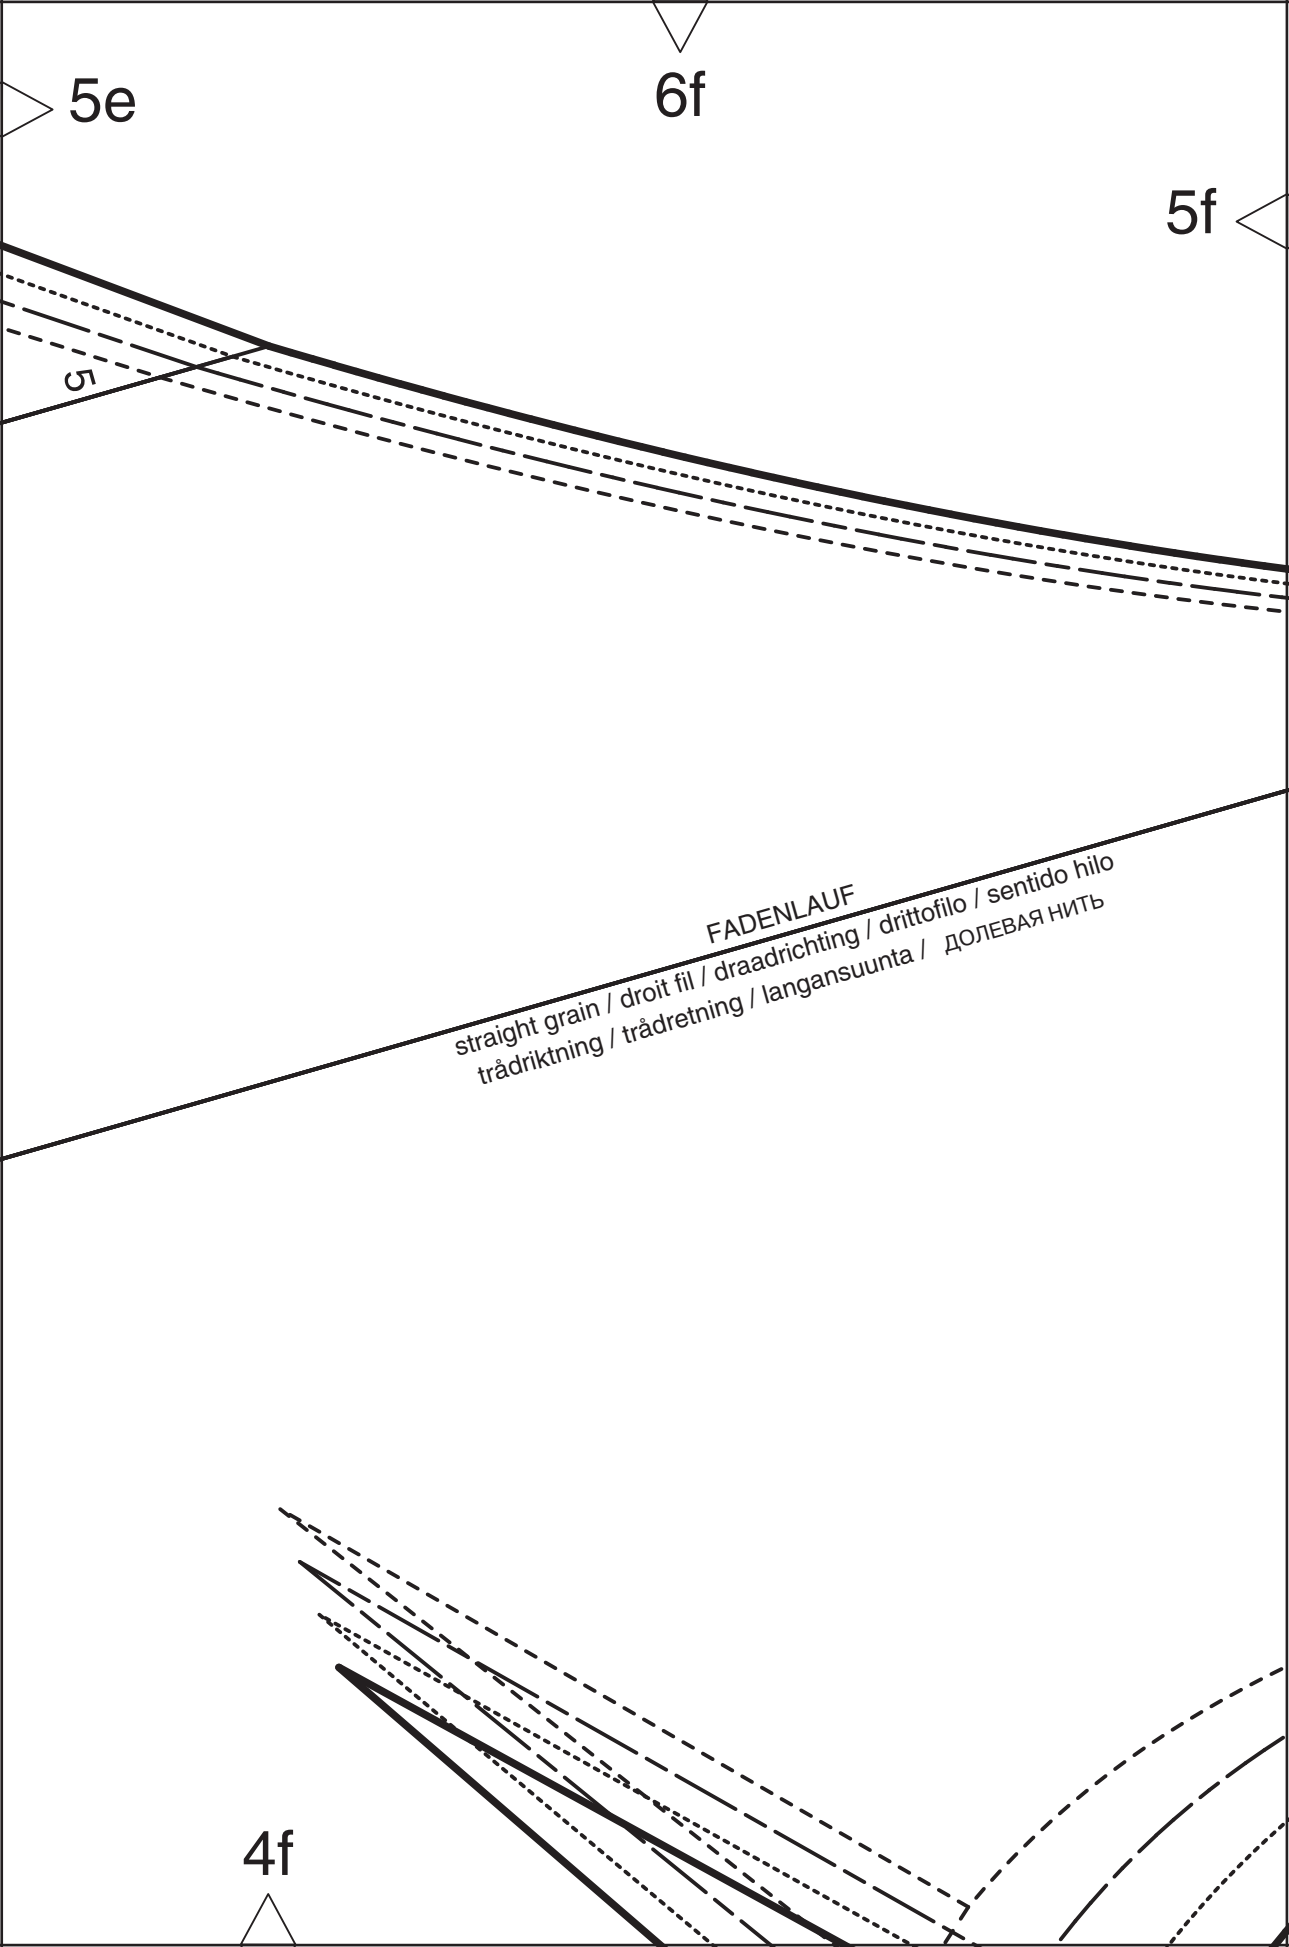 6f
5e
5f
5
FADENLAUF
straight grain / droit fil / draadrichting / drittofilo / sentido hilo
trådriktning / trådretning / langansuunta / ДОЛЕВАЯ НИТЬ
4f